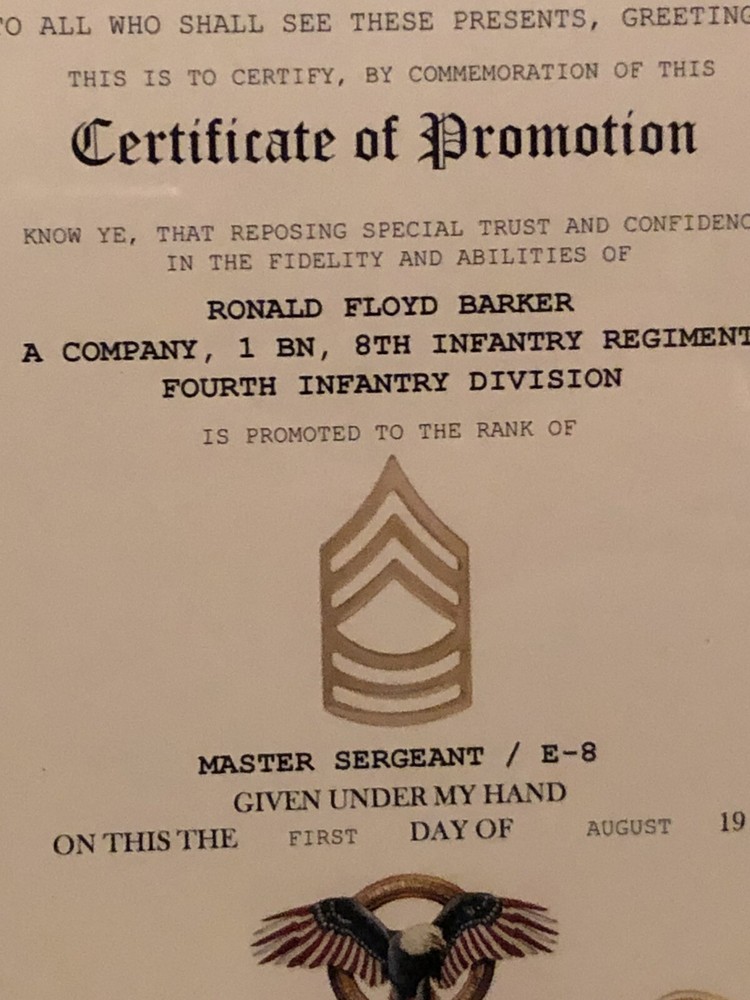 TO ALL WHO SHALL SEE THESE PRESENTS, GREETING
THIS IS TO CERTIFY, BY COMMEMORATION OF THIS
Certificate of Promotion
KNOW YE, THAT REPOSING SPECIAL TRUST AND CONFIDENC
IN THE FIDELITY AND ABILITIES OF
RONALD FLOYD BARKER
A COMPANY, 1 BN, 8TH INFANTRY REGIMENT
FOURTH INFANTRY DIVISION
IS PROMOTED TO THE RANK OF
MASTER SERGEANT / E-8
GIVEN UNDER MY HAND
ON THIS THE FIRST DAY OF AUGUST 19